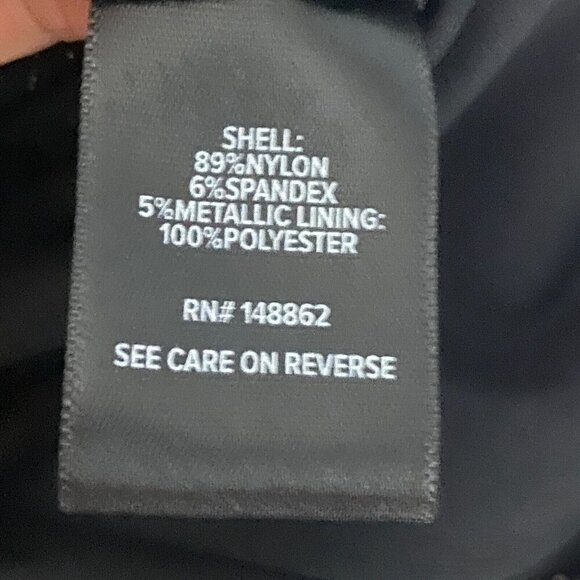 SHELL:
89%NYLON
6%SPANDEX
5%METALLIC LINING:
100%POLYESTER
RN# 148862
SEE CARE ON REVERSE